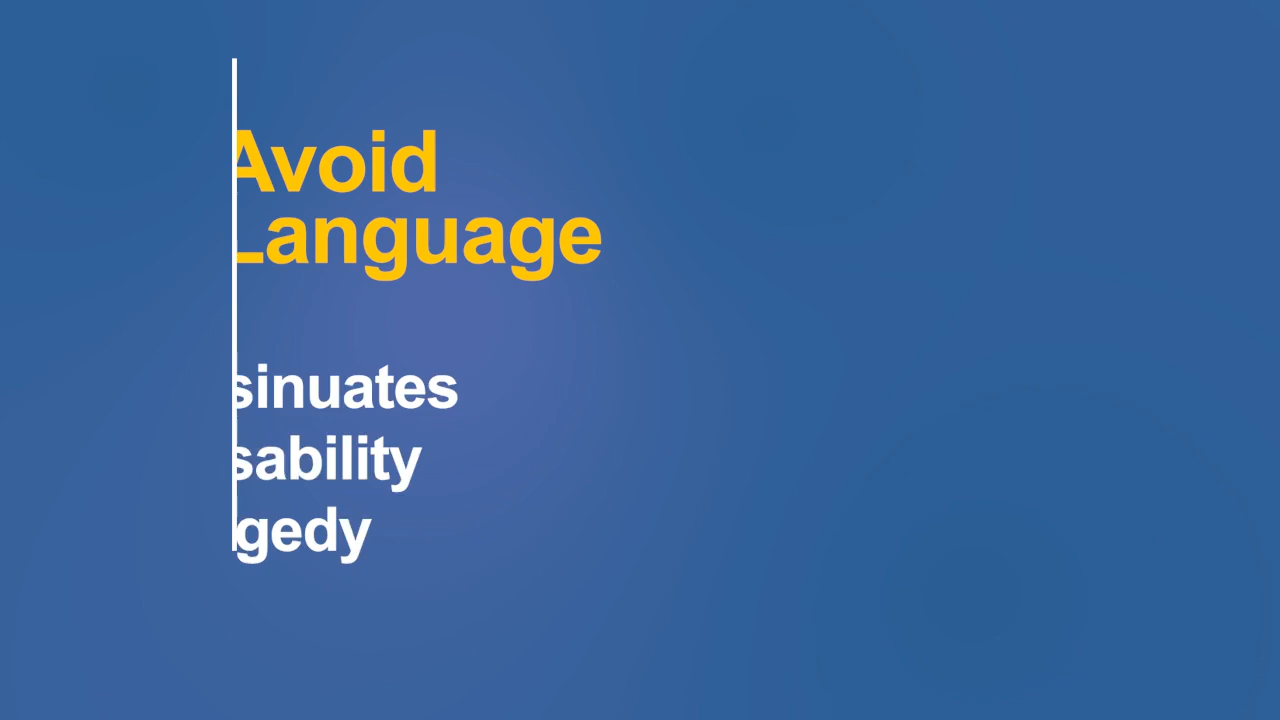 Avoid
Language
sinuates
sability
gedy